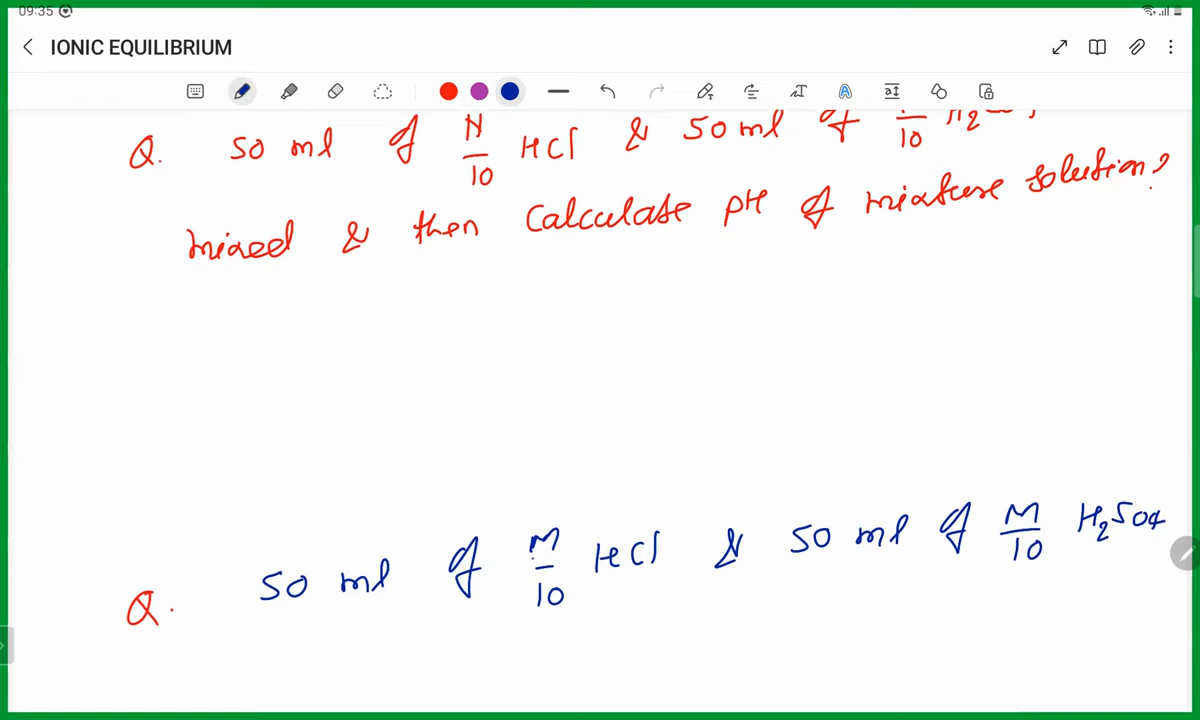 09:35
IONIC EQUILIBRIUM
Q. 50 ml of N/10 HCl & 50 ml of /10
mixed & then Calculate pH of mixture solution?
Q. 50 ml of M/10 HCl & 50 ml of M/10 H2SO4